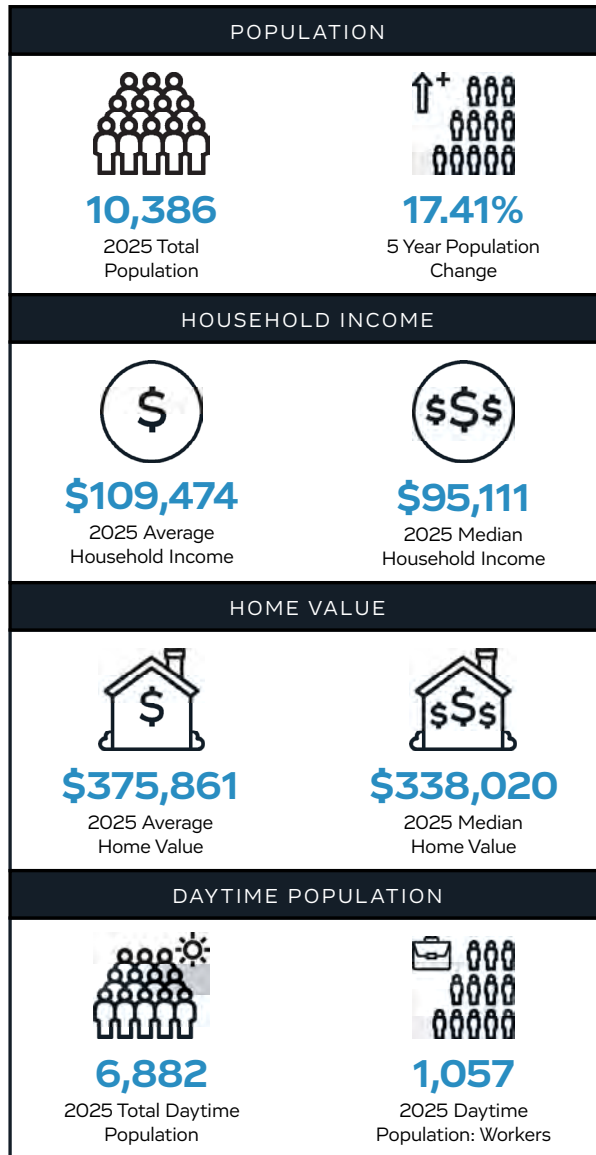 POPULATION
10,386
2025 Total
Population
17.41%
5 Year Population
Change
HOUSEHOLD INCOME
$
$109,474
2025 Average
Household Income
$$$
$95,111
2025 Median
Household Income
HOME VALUE
$
$375,861
2025 Average
Home Value
$$$
$338,020
2025 Median
Home Value
DAYTIME POPULATION
6,882
2025 Total Daytime
Population
1,057
2025 Daytime
Population: Workers